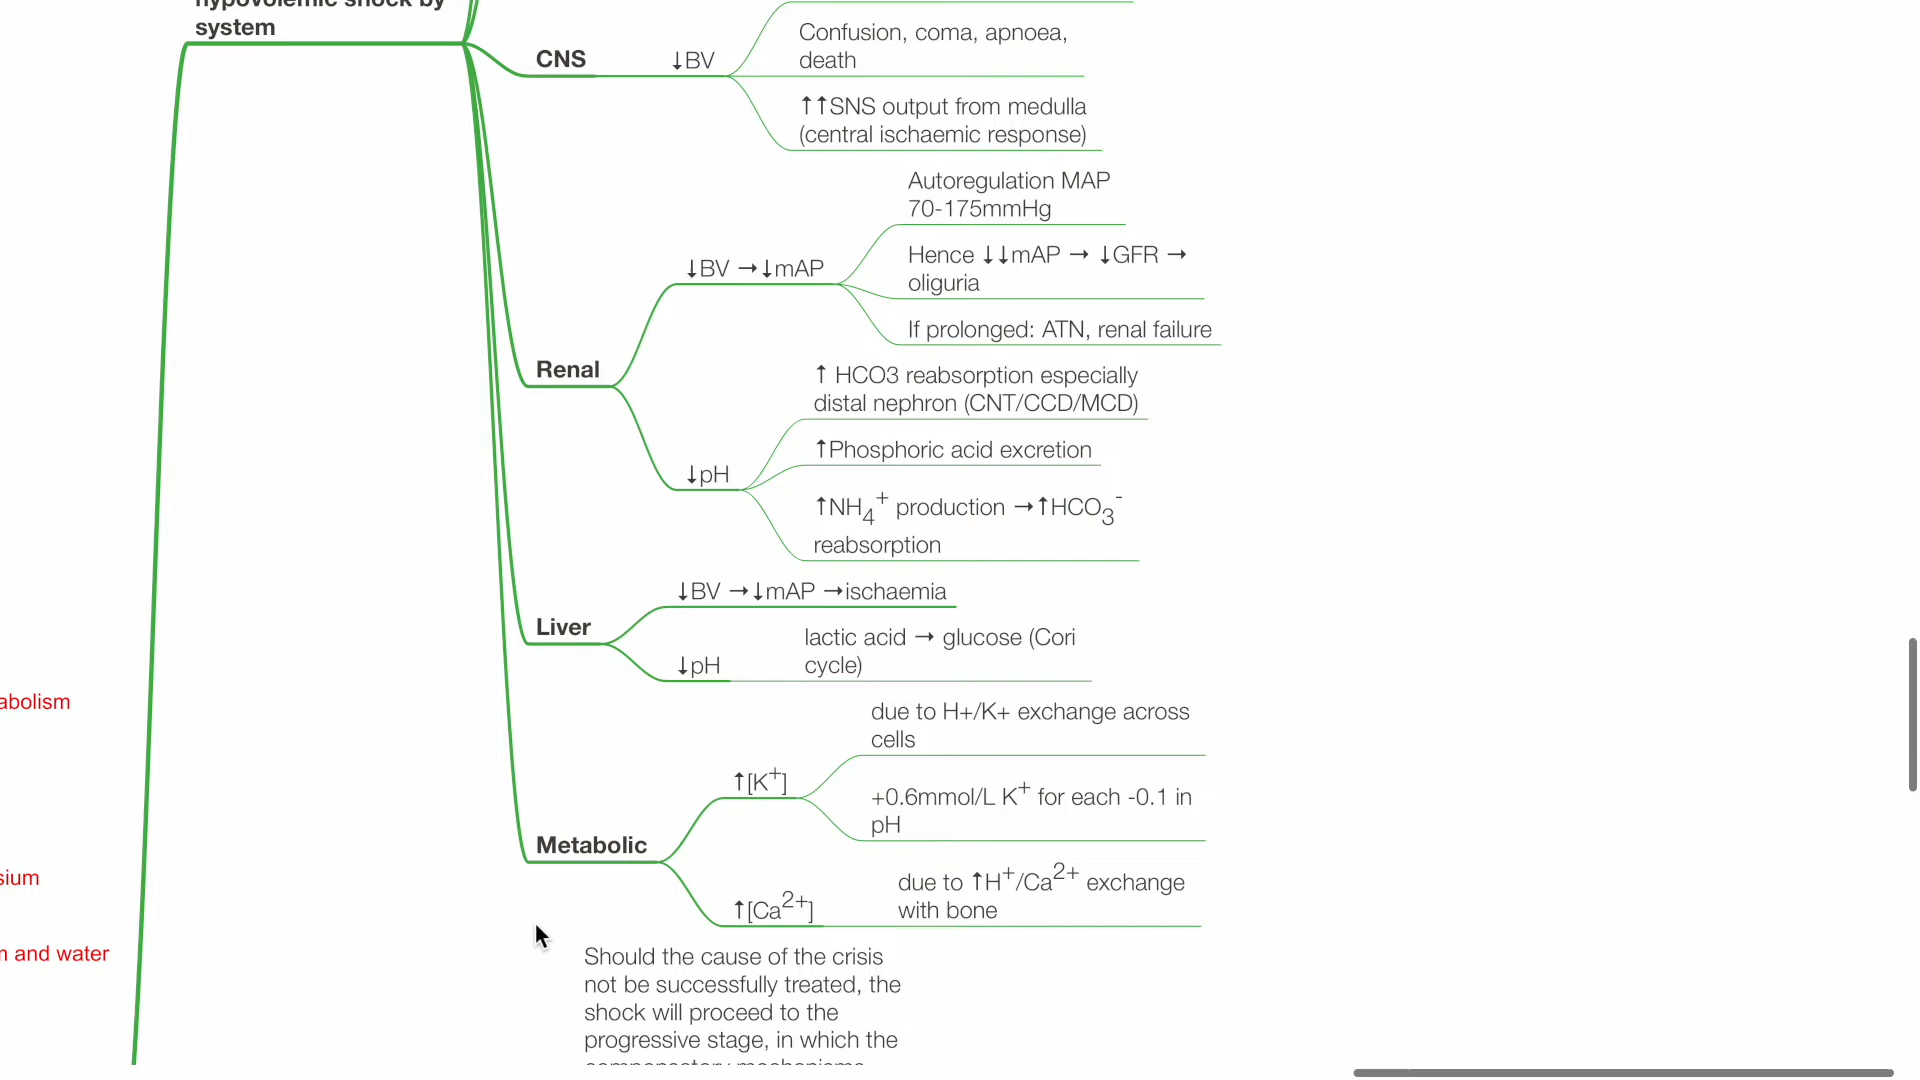 hypovolemic shock by
system
CNS
↓BV
Confusion, coma, apnoea,
death
↑↑SNS output from medulla
(central ischaemic response)
Renal
↓BV →↓mAP
Autoregulation MAP
70-175mmHg
Hence ↓↓mAP → ↓GFR →
oliguria
If prolonged: ATN, renal failure
↓pH
↑ HCO3 reabsorption especially
distal nephron (CNT/CCD/MCD)
↑Phosphoric acid excretion
↑NH₄⁺ production →↑HCO₃⁻
reabsorption
Liver
↓BV →↓mAP →ischaemia
↓pH
lactic acid → glucose (Cori
cycle)
Metabolic
↑[K⁺]
due to H+/K+ exchange across
cells
+0.6mmol/L K⁺ for each -0.1 in
pH
↑[Ca²⁺]
due to ↑H⁺/Ca²⁺ exchange
with bone
Should the cause of the crisis
not be successfully treated, the
shock will proceed to the
progressive stage, in which the
compensatory mechanisms
abolism
sium
m and water